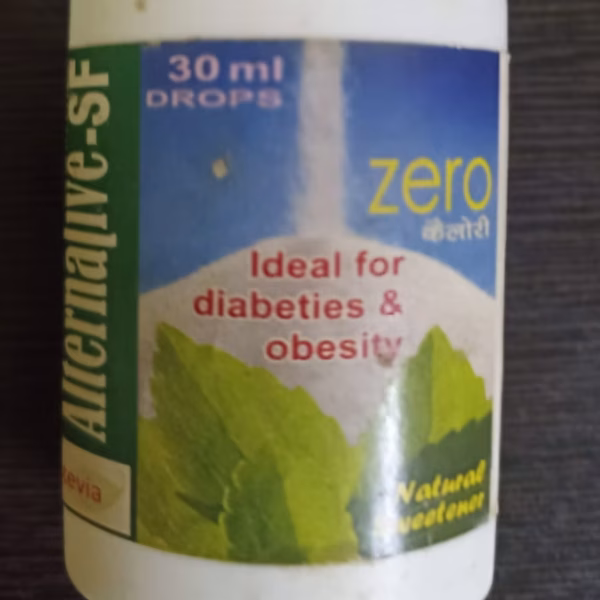 Alternative-SF
30 ml
DROPS
zero
कैलोरी
Ideal for
diabeties &
obesity
Natural
Sweetener